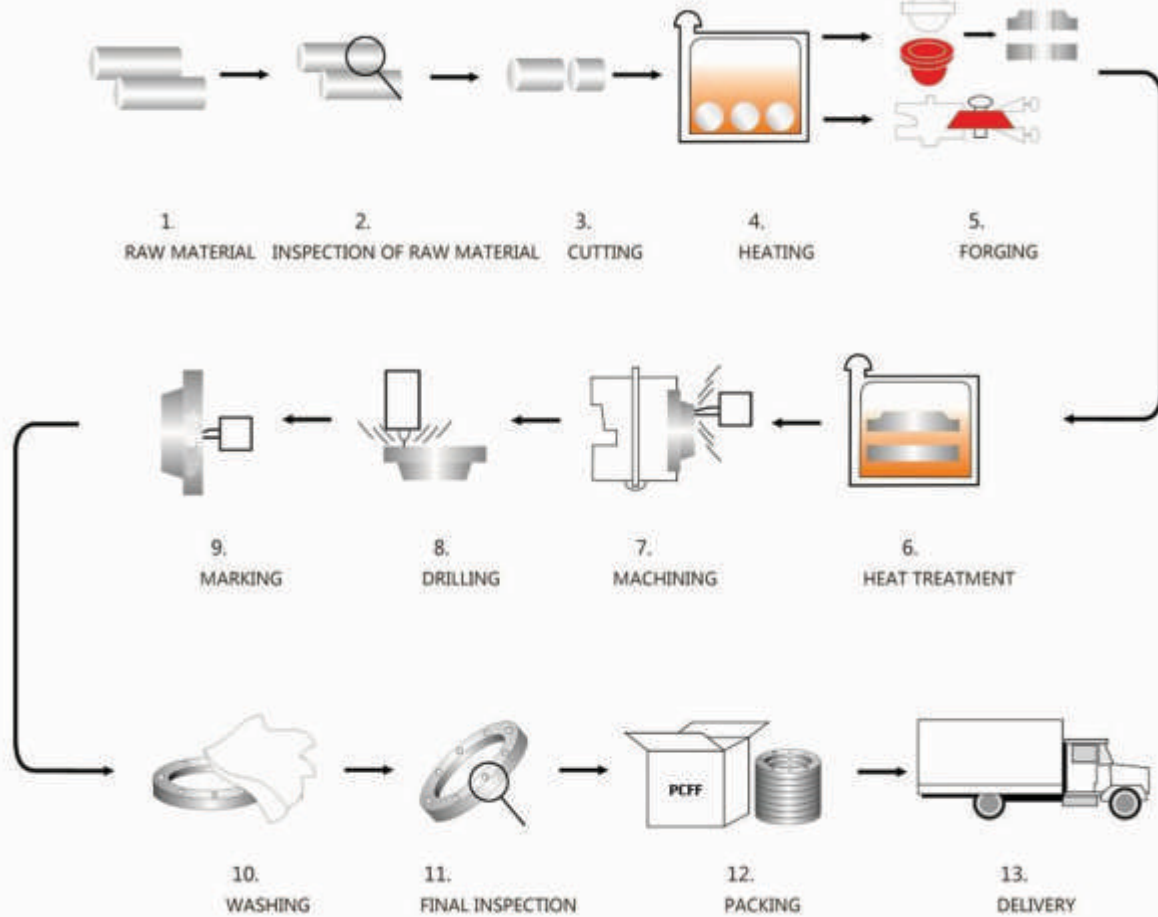 1.
RAW MATERIAL
2.
INSPECTION OF RAW MATERIAL
3.
CUTTING
4.
HEATING
5.
FORGING
9.
MARKING
8.
DRILLING
7.
MACHINING
6.
HEAT TREATMENT
PCFF
10.
WASHING
11.
FINAL INSPECTION
12.
PACKING
13.
DELIVERY